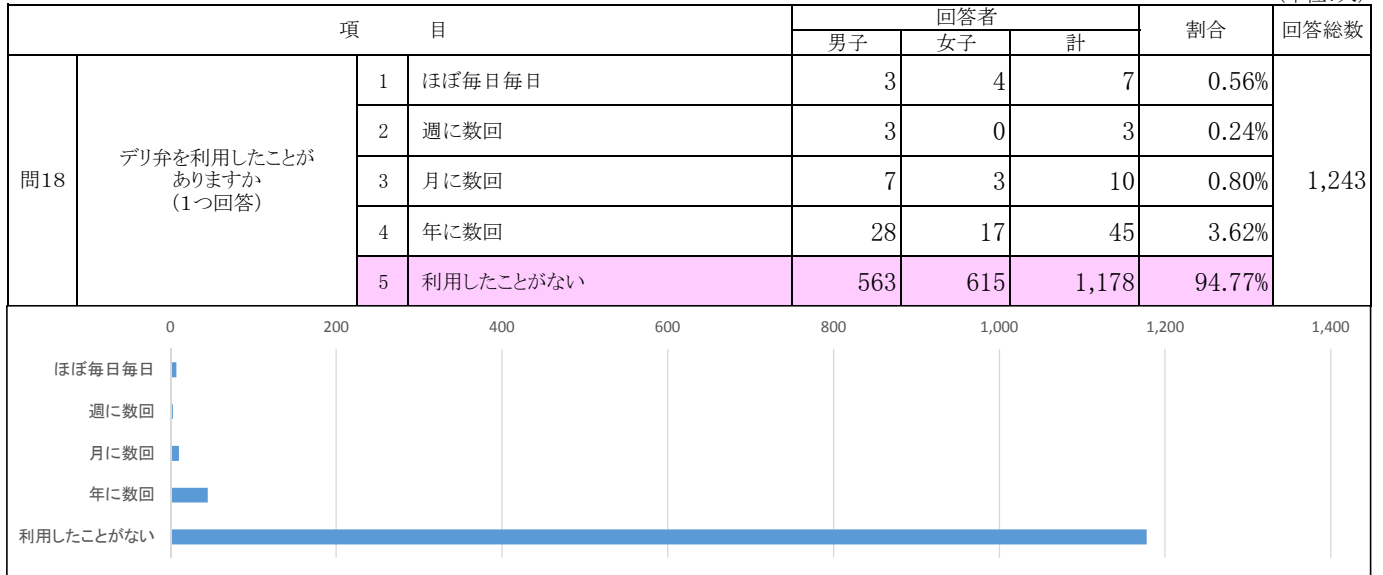 項 目 回答者 割合 回答総数
男子 女子 計
問18 デリ弁を利用したことが
ありますか
(1つ回答)
1 ほぼ毎日毎日 3 4 7 0.56% 1,243
2 週に数回 3 0 3 0.24%
3 月に数回 7 3 10 0.80%
4 年に数回 28 17 45 3.62%
5 利用したことがない 563 615 1,178 94.77%
0 200 400 600 800 1,000 1,200 1,400
ほぼ毎日毎日
週に数回
月に数回
年に数回
利用したことがない